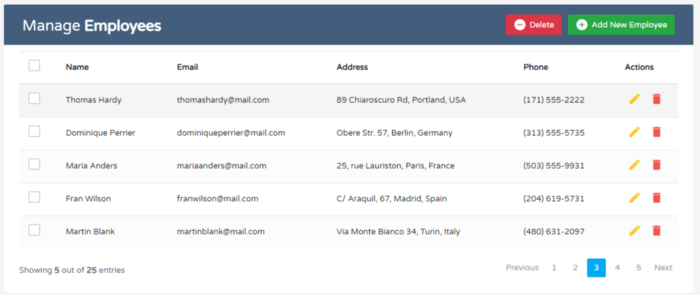 Manage Employees
Delete
Add New Employee
Name Email Address Phone Actions
Thomas Hardy thomashardy@mail.com 89 Chiaroscuro Rd, Portland, USA (171) 555-2222
Dominique Perrier dominiqueperrier@mail.com Obere Str. 57, Berlin, Germany (313) 555-5735
Maria Anders mariaanders@mail.com 25, rue Lauriston, Paris, France (503) 555-9931
Fran Wilson franwilson@mail.com C/ Araquil, 67, Madrid, Spain (204) 619-5731
Martin Blank martinblank@mail.com Via Monte Bianco 34, Turin, Italy (480) 631-2097
Showing 5 out of 25 entries
Previous 1 2 3 4 5 Next